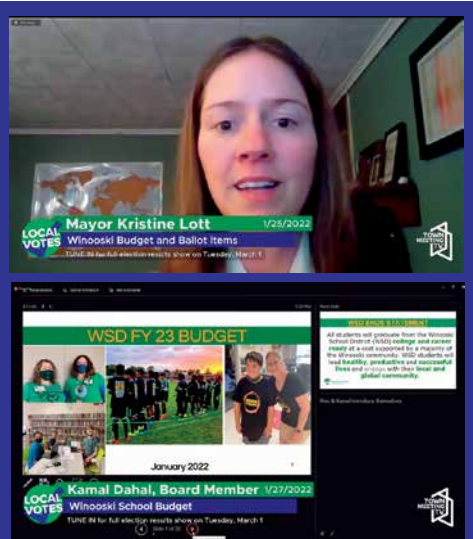 LOCAL
VOTES
Mayor Kristine Lott 1/25/2022
Winooski Budget and Ballot Items
TUNE IN for full election results show on Tuesday, March 1
TOWN
MEETING
TV
WSD FY 23 BUDGET
January 2022
WSD ENDS STATEMENT
All students will graduate from the Winooski
School District (WSD) college and career
ready at a cost supported by a majority of
the Winooski community. WSD students will
lead healthy, productive and successful
lives and engage with their local and
global community.
LOCAL
VOTES
Kamal Dahal, Board Member 1/27/2022
Winooski School Budget
TUNE IN for full election results show on Tuesday, March 1
TOWN
MEETING
TV